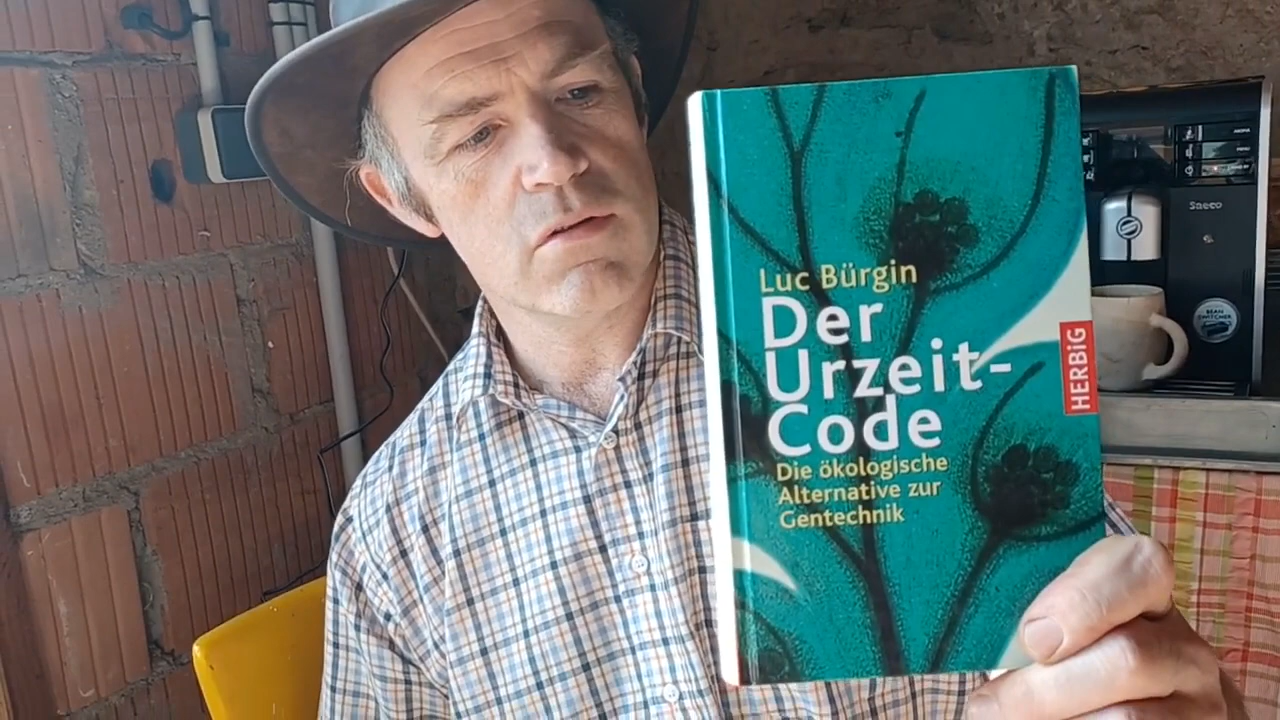 Luc Bürgin
Der
Urzeit-
Code
Die ökologische
Alternative zur
Gentechnik
HERBiG
Saeco